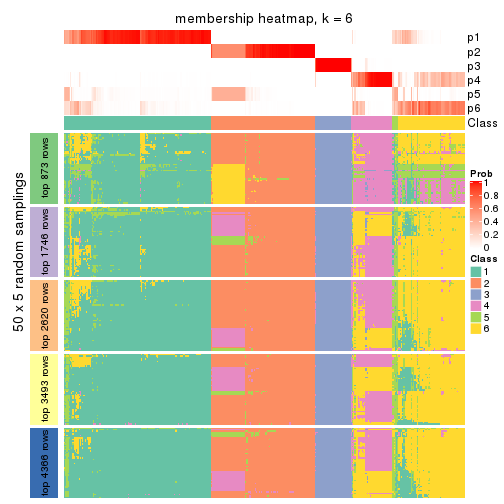 membership heatmap, k = 6
p1
p2
p3
p4
p5
p6
Class
50 x 5 random samplings
top 873 rows
top 1746 rows
top 2620 rows
top 3493 rows
top 4366 rows
Prob
1
0.8
0.6
0.4
0.2
0
Class
1
2
3
4
5
6